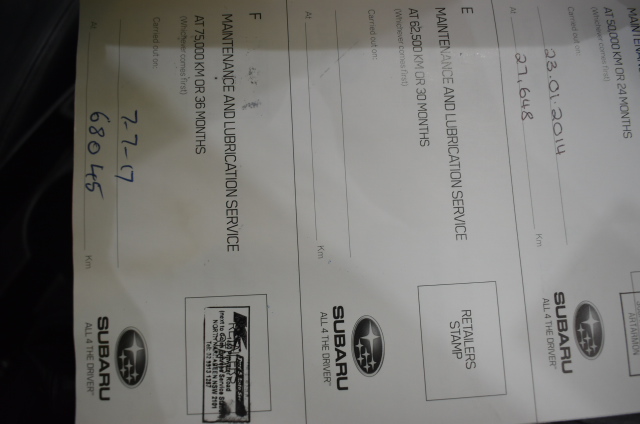 MAINTENANCE
AT 50,000 KM OR 24 MONTHS
(Whichever comes first)
Carried out on:
23.01.2014
At
27,648
Km
SUBARU
ALL 4 THE DRIVER
E
MAINTENANCE AND LUBRICATION SERVICE
AT 62,500 KM OR 30 MONTHS
(Whichever comes first)
Carried out on:
At
Km
RETAILERS
STAMP
SUBARU
ALL 4 THE DRIVER
F
MAINTENANCE AND LUBRICATION SERVICE
AT 75,000 KM OR 36 MONTHS
(Whichever comes first)
Carried out on:
7-7-17
At
68045
Km
SUBARU
ALL 4 THE DRIVER